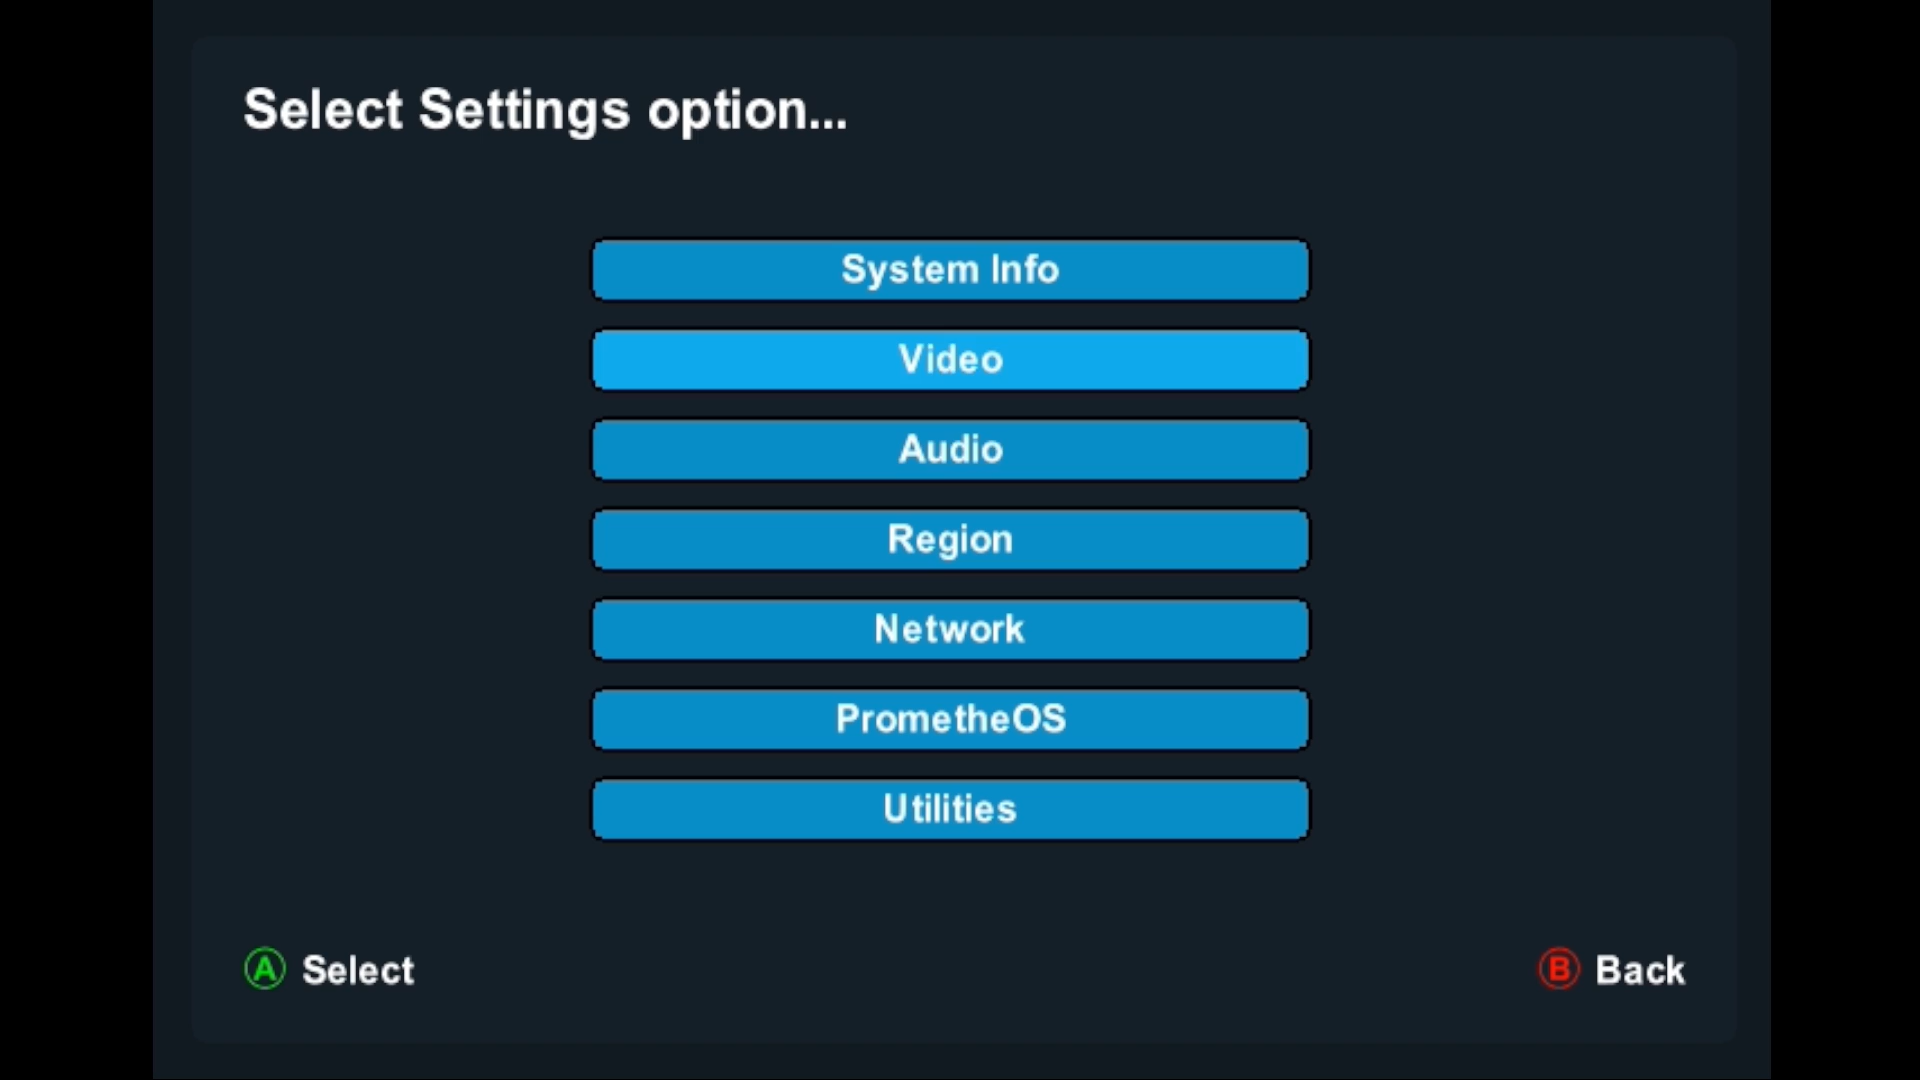 Select Settings option...
System Info
Video
Audio
Region
Network
PrometheOS
Utilities
A Select
B Back